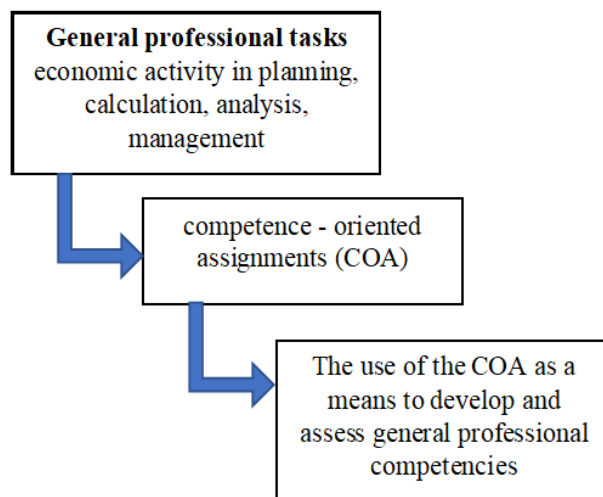 General professional tasks
economic activity in planning,
calculation, analysis,
management
competence - oriented
assignments (COA)
The use of the COA as a
means to develop and
assess general professional
competencies